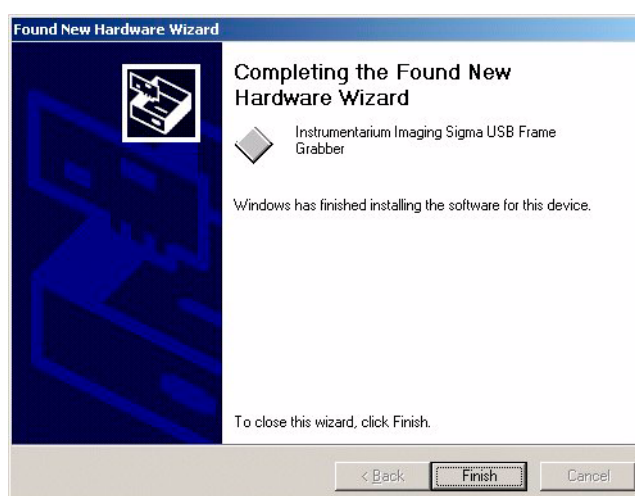 Found New Hardware Wizard
Completing the Found New
Hardware Wizard
Instrumentarium Imaging Sigma USB Frame
Grabber
Windows has finished installing the software for this device.
To close this wizard, click Finish.
< Back Finish Cancel